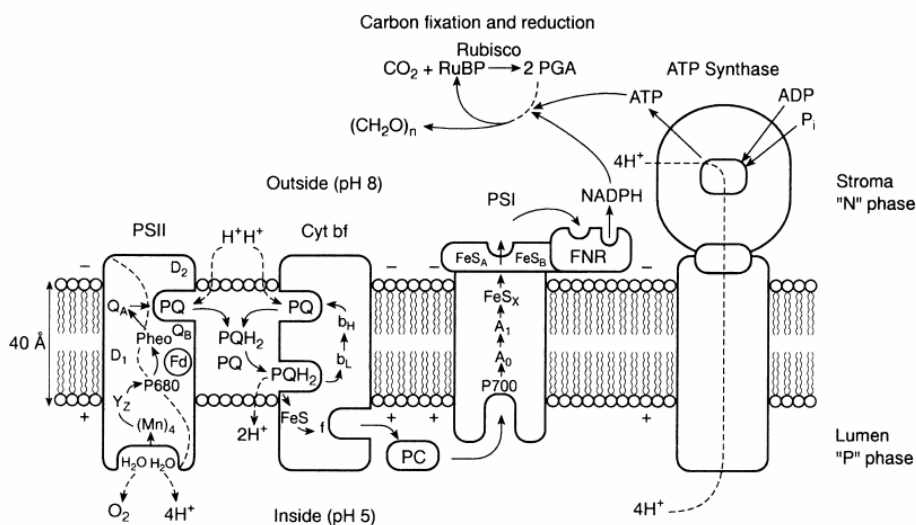 Carbon fixation and reduction
Rubisco
CO2 + RuBP → 2 PGA
ATP Synthase
ATP
ADP
Pi
(CH2O)n
4H+
Outside (pH 8)
NADPH
Stroma
"N" phase
PSI
PSII
H+H+
Cyt bf
FNR
FeSA
FeSB
D2
− − − −
QA
PQ
PQ
FeSX
40 Å
QB
bH
Pheo
PQH2
A1
D1
Fd
PQ
bL
A0
P680
PQH2
P700
YZ
+ + + +
FeS
(Mn)4
2H+
f
Lumen
"P" phase
H2O H2O
PC
O2
4H+
Inside (pH 5)
4H+